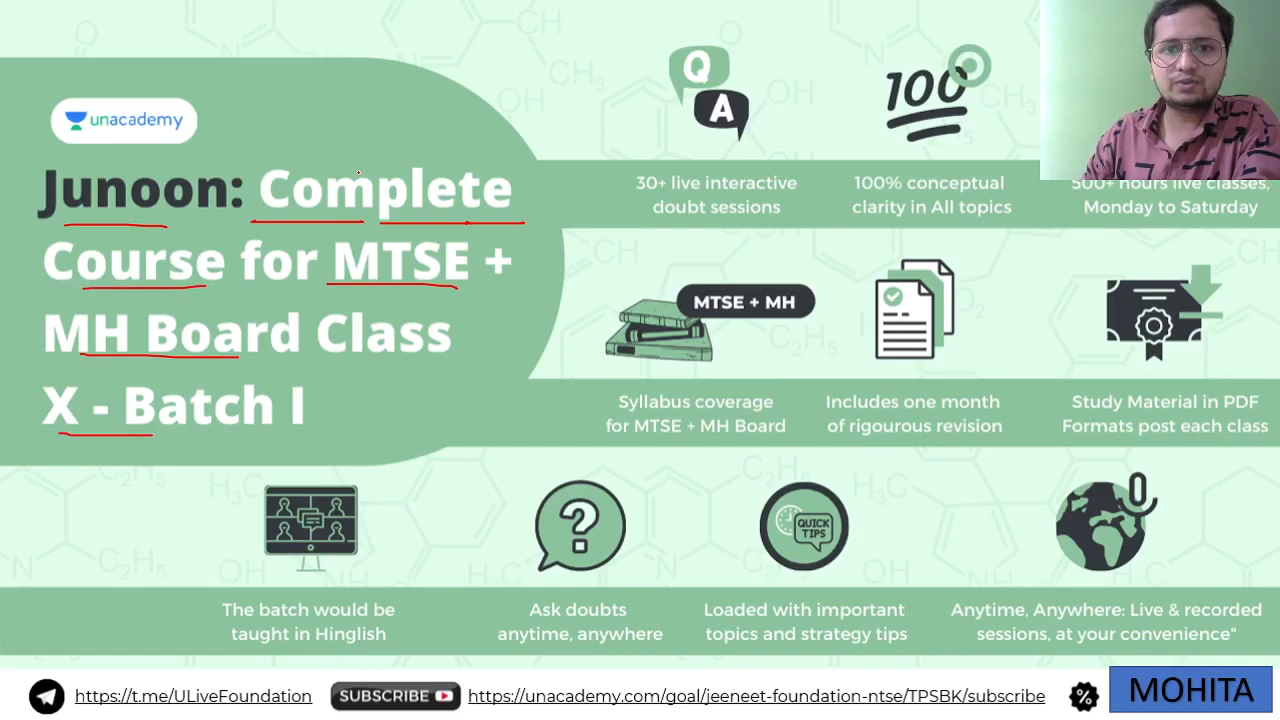 unacademy
Junoon: Complete
Course for MTSE +
MH Board Class
X - Batch I
Q
A
100
30+ live interactive
doubt sessions
100% conceptual
clarity in All topics
500+ hours live classes,
Monday to Saturday
MTSE + MH
Syllabus coverage
for MTSE + MH Board
Includes one month
of rigourous revision
Study Material in PDF
Formats post each class
?
QUICK
TIPS
The batch would be
taught in Hinglish
Ask doubts
anytime, anywhere
Loaded with important
topics and strategy tips
Anytime, Anywhere: Live & recorded
sessions, at your convenience"
https://t.me/ULiveFoundation
SUBSCRIBE
https://unacademy.com/goal/jeeneet-foundation-ntse/TPSBK/subscribe
%
MOHITA